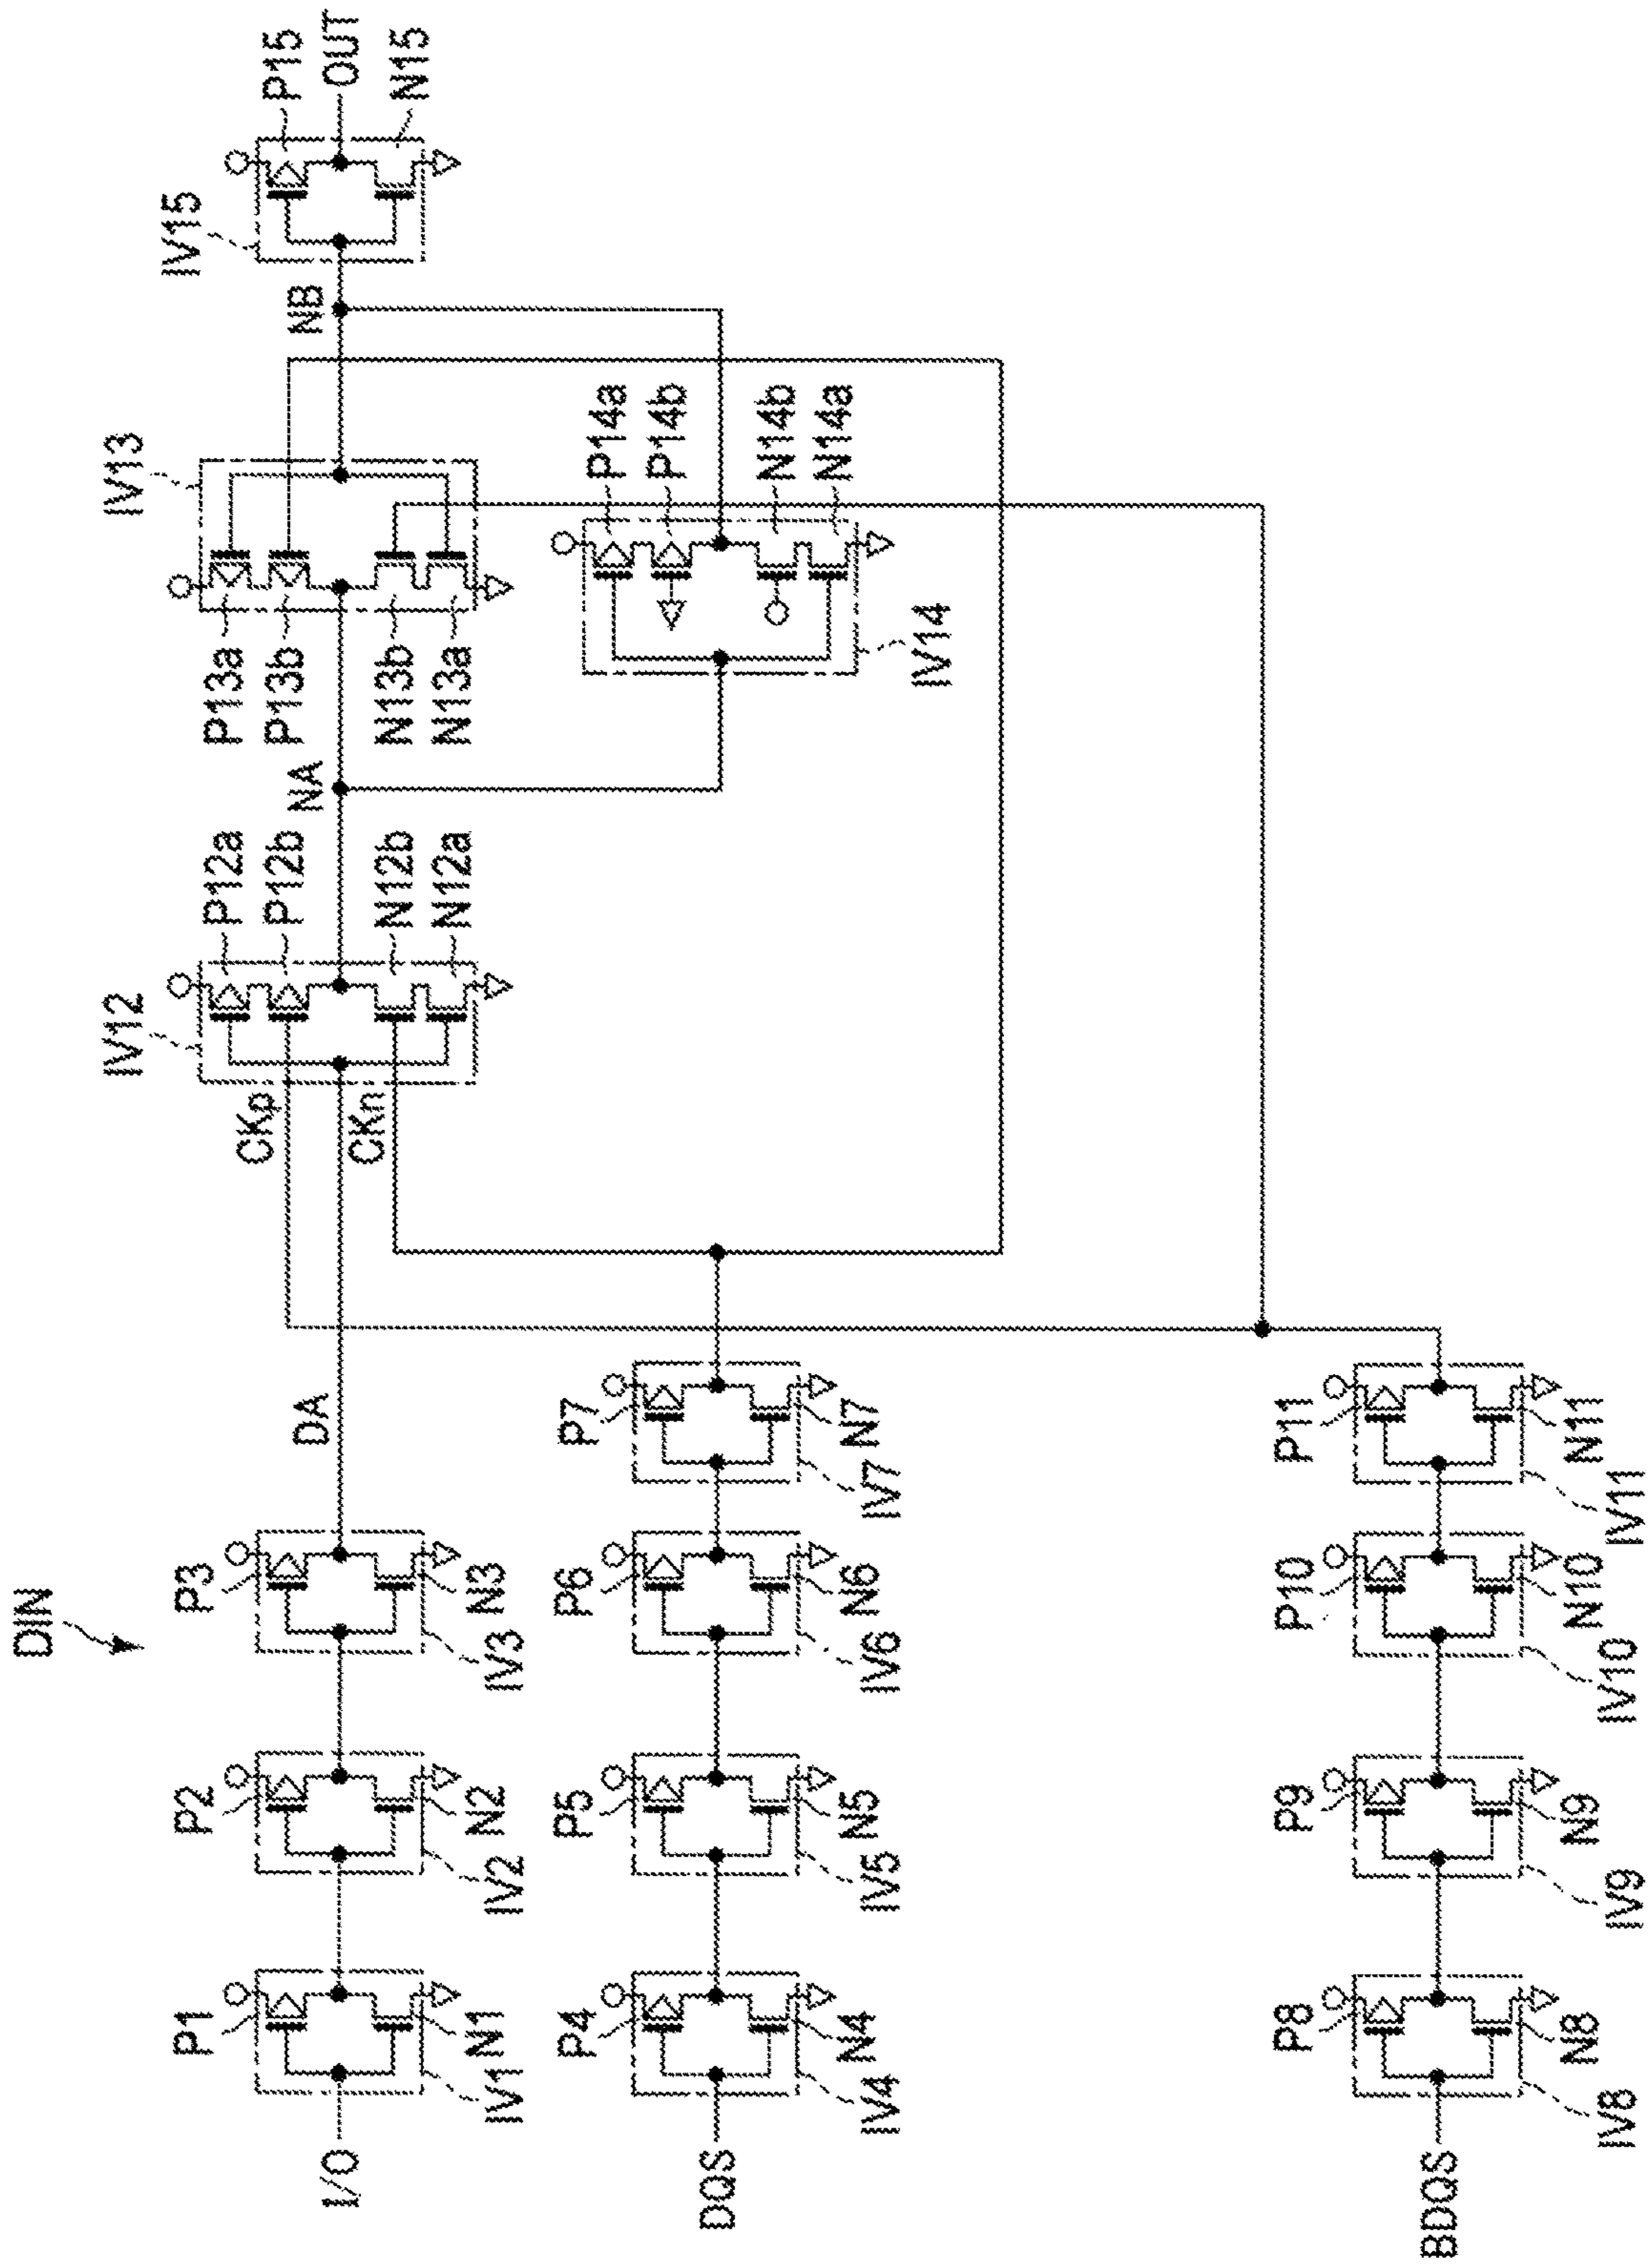 DIN
I/O
P1
N1
IV1
P2
N2
IV2
P3
N3
IV3
DA
CKp
CKn
IV12
P12a
P12b
N12b
N12a
NA
IV13
P13a
P13b
N13b
N13a
NB
IV15
P15
OUT
N15
P14a
P14b
N14b
N14a
IV14
DQS
P4
N4
IV4
P5
N5
IV5
P6
N6
IV6
P7
N7
IV7
BDQS
P8
N8
IV8
P9
N9
IV9
P10
N10
IV10
P11
N11
IV11